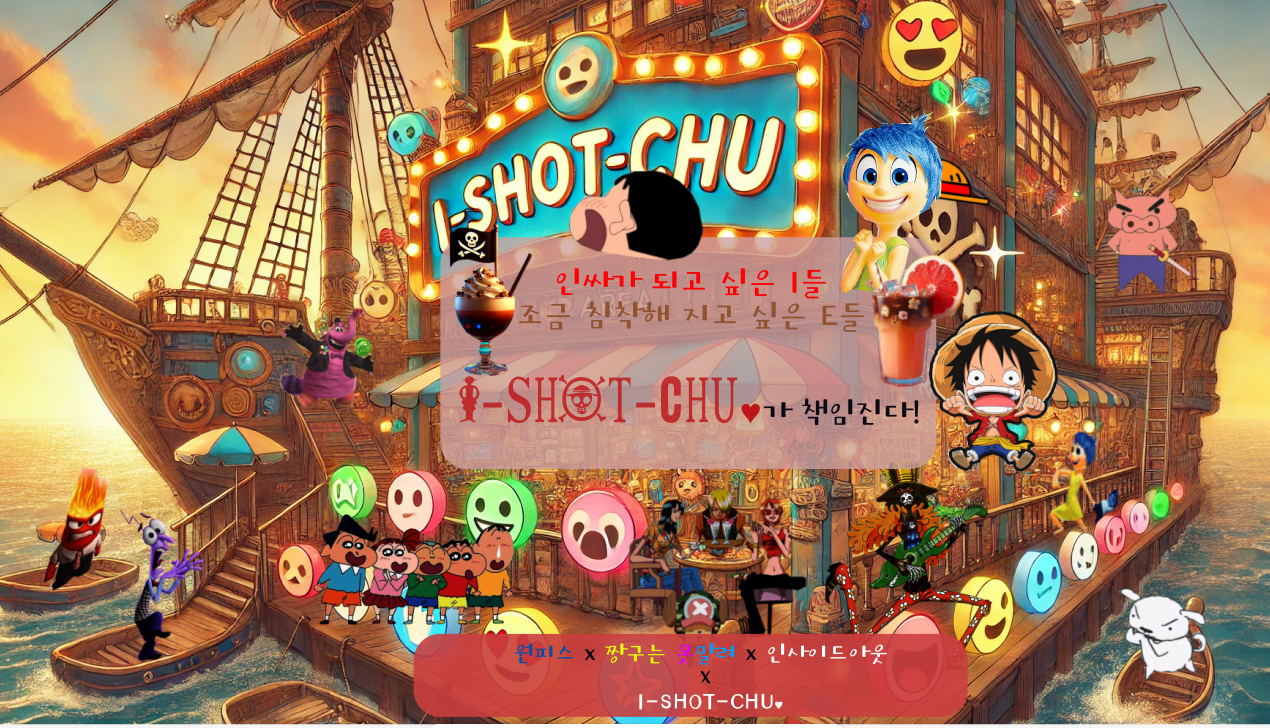 I-SHOT-CHU
인싸가 되고 싶은 I들
조금 침착해 지고 싶은 E들
I-SHOT-CHU♥가 책임진다!
원피스 x 짱구는 못말려 x 인사이드아웃
x
I-SHOT-CHU♥